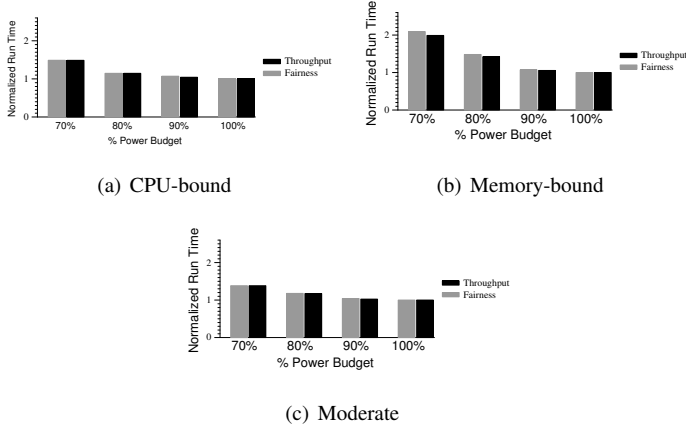 Normalized Run Time
2
1
0
70% 80% 90% 100%
% Power Budget
Throughput
Fairness
(a) CPU-bound
Normalized Run Time
2
1
0
70% 80% 90% 100%
% Power Budget
Throughput
Fairness
(b) Memory-bound
Normalized Run Time
2
1
0
70% 80% 90% 100%
% Power Budget
Throughput
Fairness
(c) Moderate